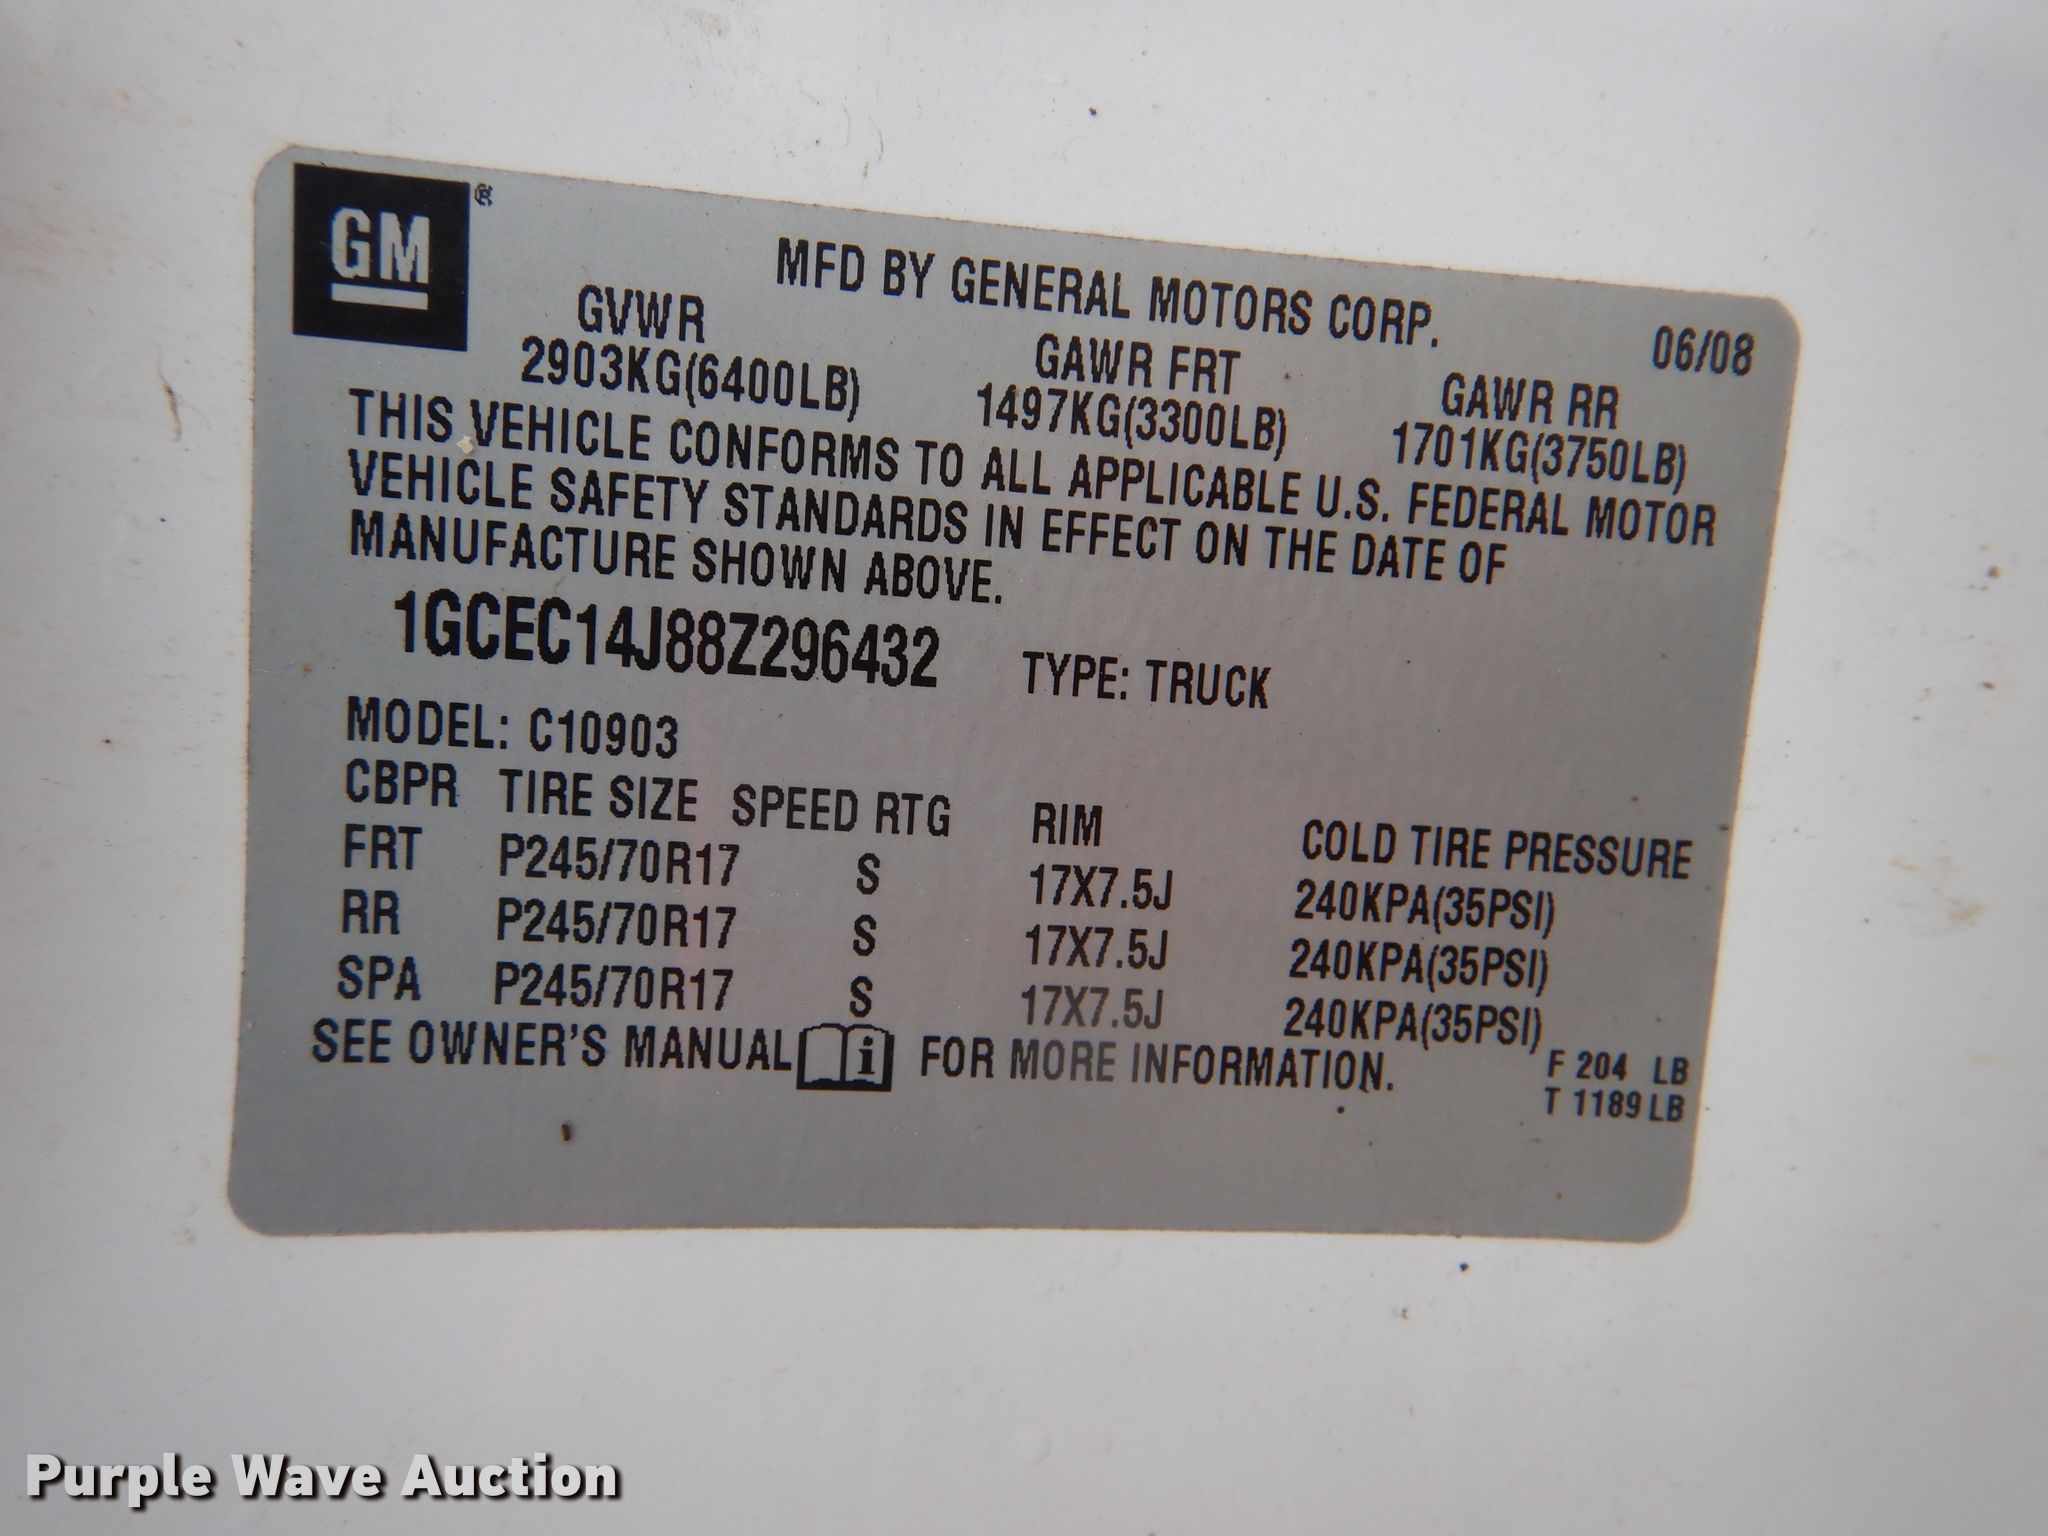 GM®
MFD BY GENERAL MOTORS CORP. 06/08
GVWR GAWR FRT GAWR RR
2903KG(6400LB) 1497KG(3300LB) 1701KG(3750LB)
THIS VEHICLE CONFORMS TO ALL APPLICABLE U.S. FEDERAL MOTOR
VEHICLE SAFETY STANDARDS IN EFFECT ON THE DATE OF
MANUFACTURE SHOWN ABOVE.
1GCEC14J88Z296432 TYPE: TRUCK
MODEL: C10903
CBPR TIRE SIZE SPEED RTG RIM COLD TIRE PRESSURE
FRT P245/70R17 S 17X7.5J 240KPA(35PSI)
RR P245/70R17 S 17X7.5J 240KPA(35PSI)
SPA P245/70R17 S 17X7.5J 240KPA(35PSI)
SEE OWNER'S MANUAL i FOR MORE INFORMATION.
F 204 LB
T 1189 LB
Purple Wave Auction